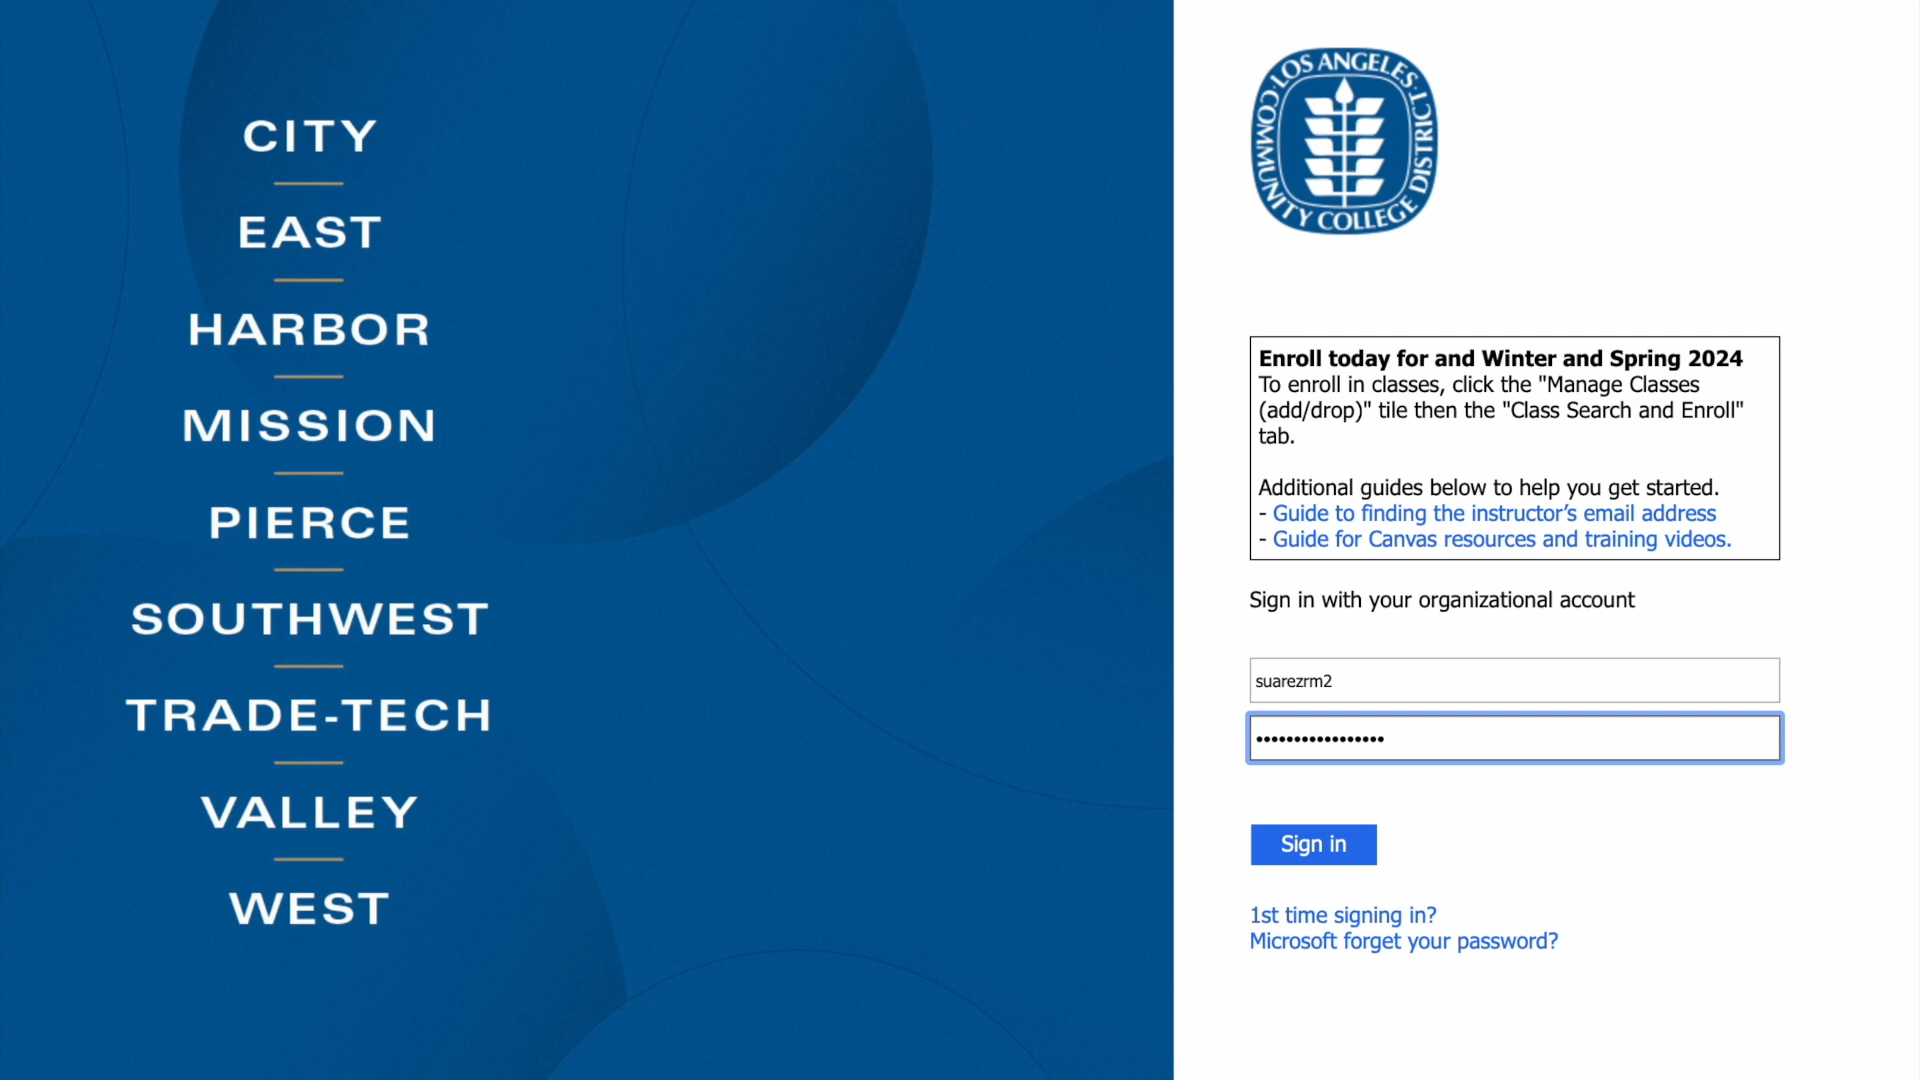 CITY
EAST
HARBOR
MISSION
PIERCE
SOUTHWEST
TRADE-TECH
VALLEY
WEST
LOS ANGELES
COMMUNITY COLLEGE DISTRICT
Enroll today for and Winter and Spring 2024
To enroll in classes, click the "Manage Classes
(add/drop)" tile then the "Class Search and Enroll"
tab.
Additional guides below to help you get started.
- Guide to finding the instructor’s email address
- Guide for Canvas resources and training videos.
Sign in with your organizational account
suarezrm2
•••••••••••••••••
Sign in
1st time signing in?
Microsoft forget your password?